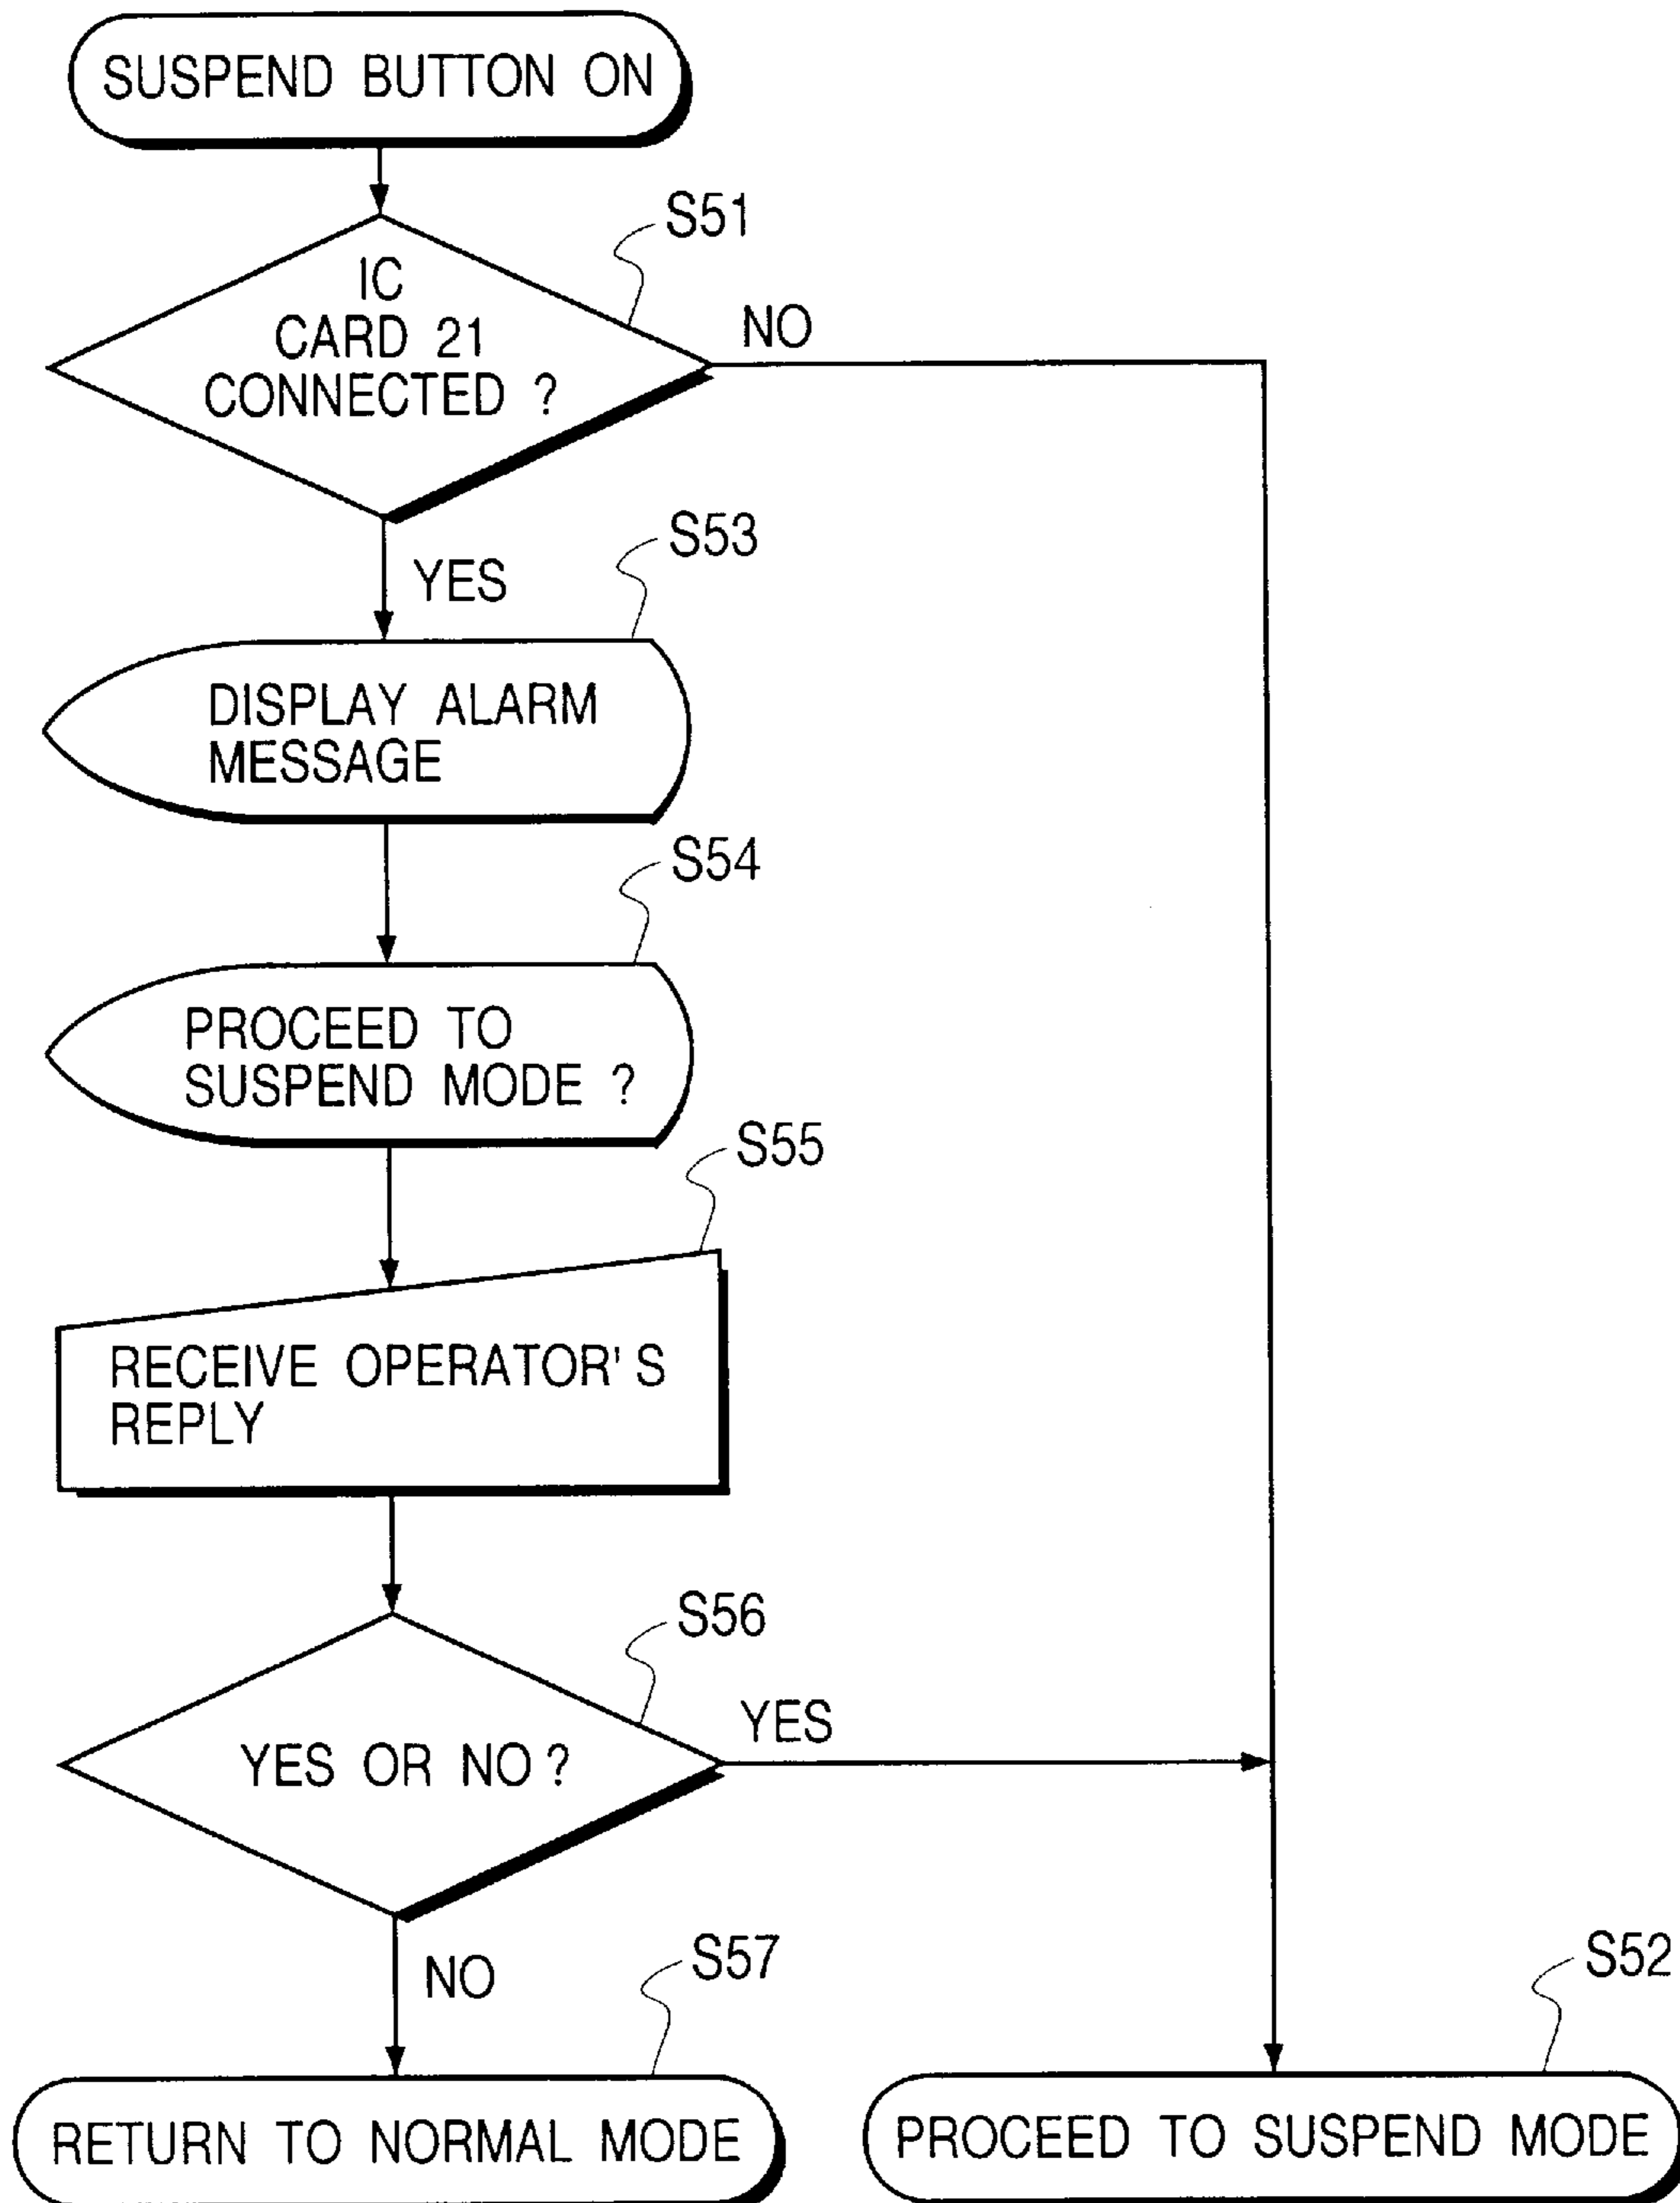 SUSPEND BUTTON ON
S51
IC
CARD 21
CONNECTED ?
NO
S53
YES
DISPLAY ALARM
MESSAGE
S54
PROCEED TO
SUSPEND MODE ?
S55
RECEIVE OPERATOR'S
REPLY
S56
YES OR NO ?
YES
NO
S57
S52
RETURN TO NORMAL MODE
PROCEED TO SUSPEND MODE